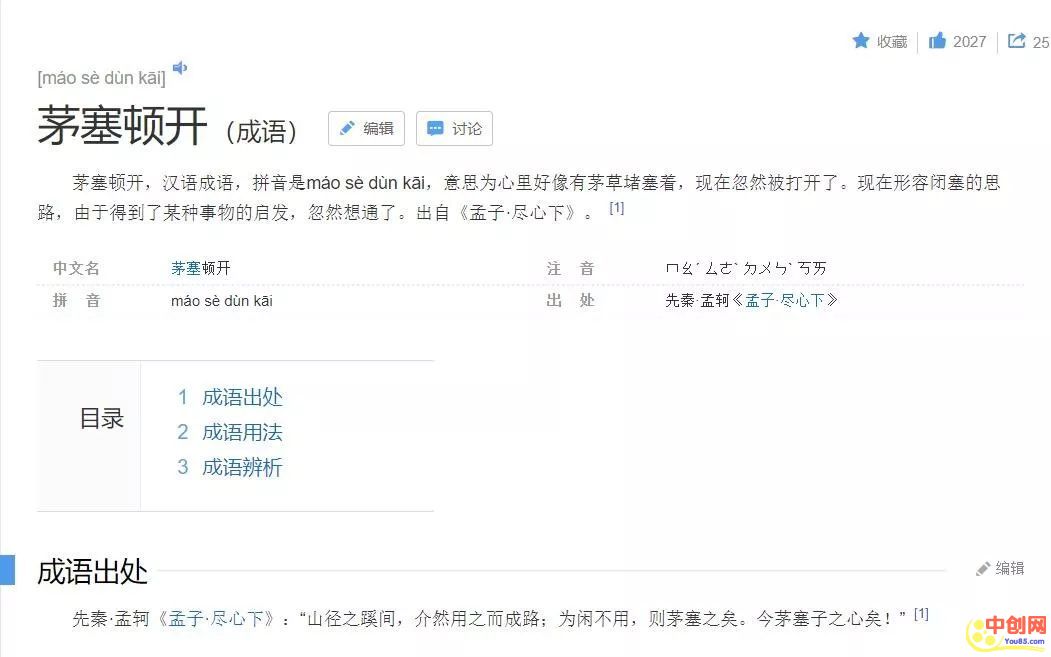 收藏 2027 25
[máo sè dùn kāi]
茅塞顿开（成语） 编辑 讨论
茅塞顿开，汉语成语，拼音是máo sè dùn kāi，意思为心里好像有茅草堵塞着，现在忽然被打开了。现在形容闭塞的思
路，由于得到了某种事物的启发，忽然想通了。出自《孟子·尽心下》。 [1]
中文名 茅塞顿开 注 音 ㄇㄠˊ ㄙㄜˋ ㄉㄨㄣˋ ㄎㄞ
拼 音 máo sè dùn kāi 出 处 先秦·孟轲《孟子·尽心下》
目录
1 成语出处
2 成语用法
3 成语辨析
成语出处 编辑
先秦·孟轲《孟子·尽心下》：“山径之蹊间，介然用之而成路；为闲不用，则茅塞之矣。今茅塞子之心矣！” [1]
中创网
You85.com